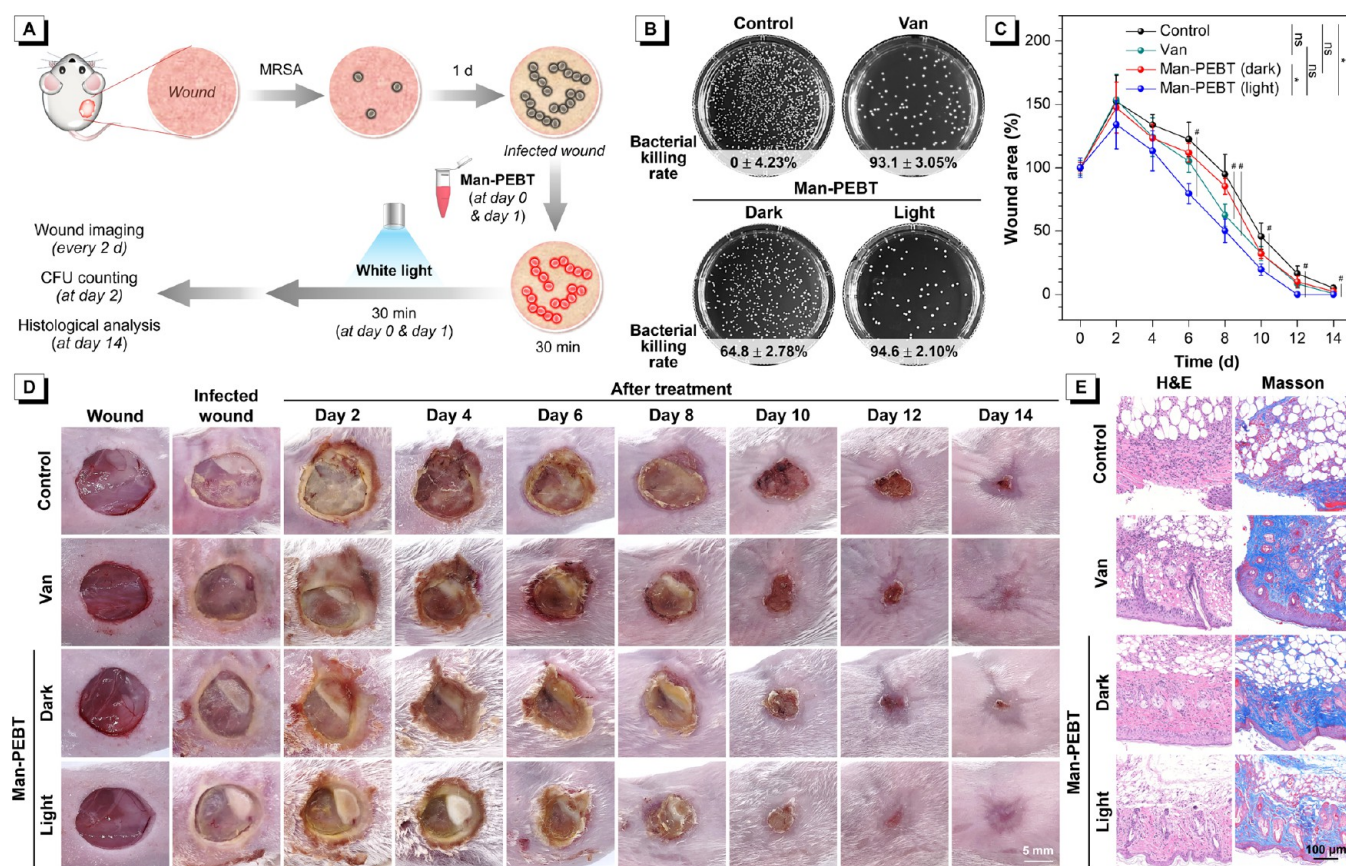 A
Wound
MRSA
1 d
Infected wound
Man-PEBT
(at day 0
& day 1)
White light
30 min
(at day 0 & day 1)
30 min
Wound imaging
(every 2 d)
CFU counting
(at day 2)
Histological analysis
(at day 14)
B
Control
Van
Bacterial
killing
rate
0 ± 4.23%
93.1 ± 3.05%
Man-PEBT
Dark
Light
Bacterial
killing
rate
64.8 ± 2.78%
94.6 ± 2.10%
C
Control
Van
Man-PEBT (dark)
Man-PEBT (light)
ns
*
ns
ns
*
Wound area (%)
200
150
100
50
0
#
##
#
#
#
0 2 4 6 8 10 12 14
Time (d)
D
Wound
Infected
wound
After treatment
Day 2
Day 4
Day 6
Day 8
Day 10
Day 12
Day 14
Control
Van
Man-PEBT
Dark
Light
5 mm
E
H&E
Masson
Control
Van
Man-PEBT
Dark
Light
100 μm